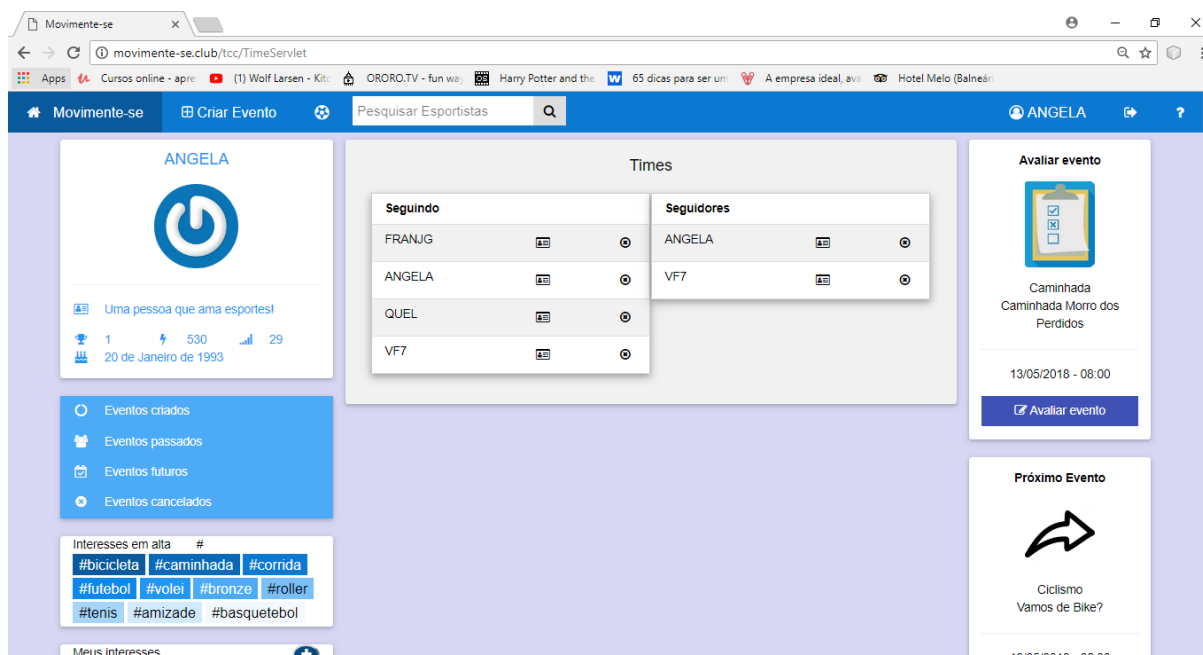 Movimente-se
movimente-se.club/tcc/TimeServlet
Apps Cursos online - apre (1) Wolf Larsen - Kit ORORO.TV - fun way Harry Potter and the 65 dicas para ser um A empresa ideal, ava Hotel Melo (Balneár
Movimente-se Criar Evento Pesquisar Esportistas ANGELA ?
ANGELA
Uma pessoa que ama esportes!
1 530 29
20 de Janeiro de 1993
Eventos criados
Eventos passados
Eventos futuros
Eventos cancelados
Interesses em alta #
#bicicleta #caminhada #corrida
#futebol #volei #bronze #roller
#tenis #amizade #basquetebol
Meus interesses
Times
Seguindo Seguidores
FRANJG ANGELA
ANGELA VF7
QUEL
VF7
Avaliar evento
Caminhada
Caminhada Morro dos
Perdidos
13/05/2018 - 08:00
Avaliar evento
Próximo Evento
Ciclismo
Vamos de Bike?